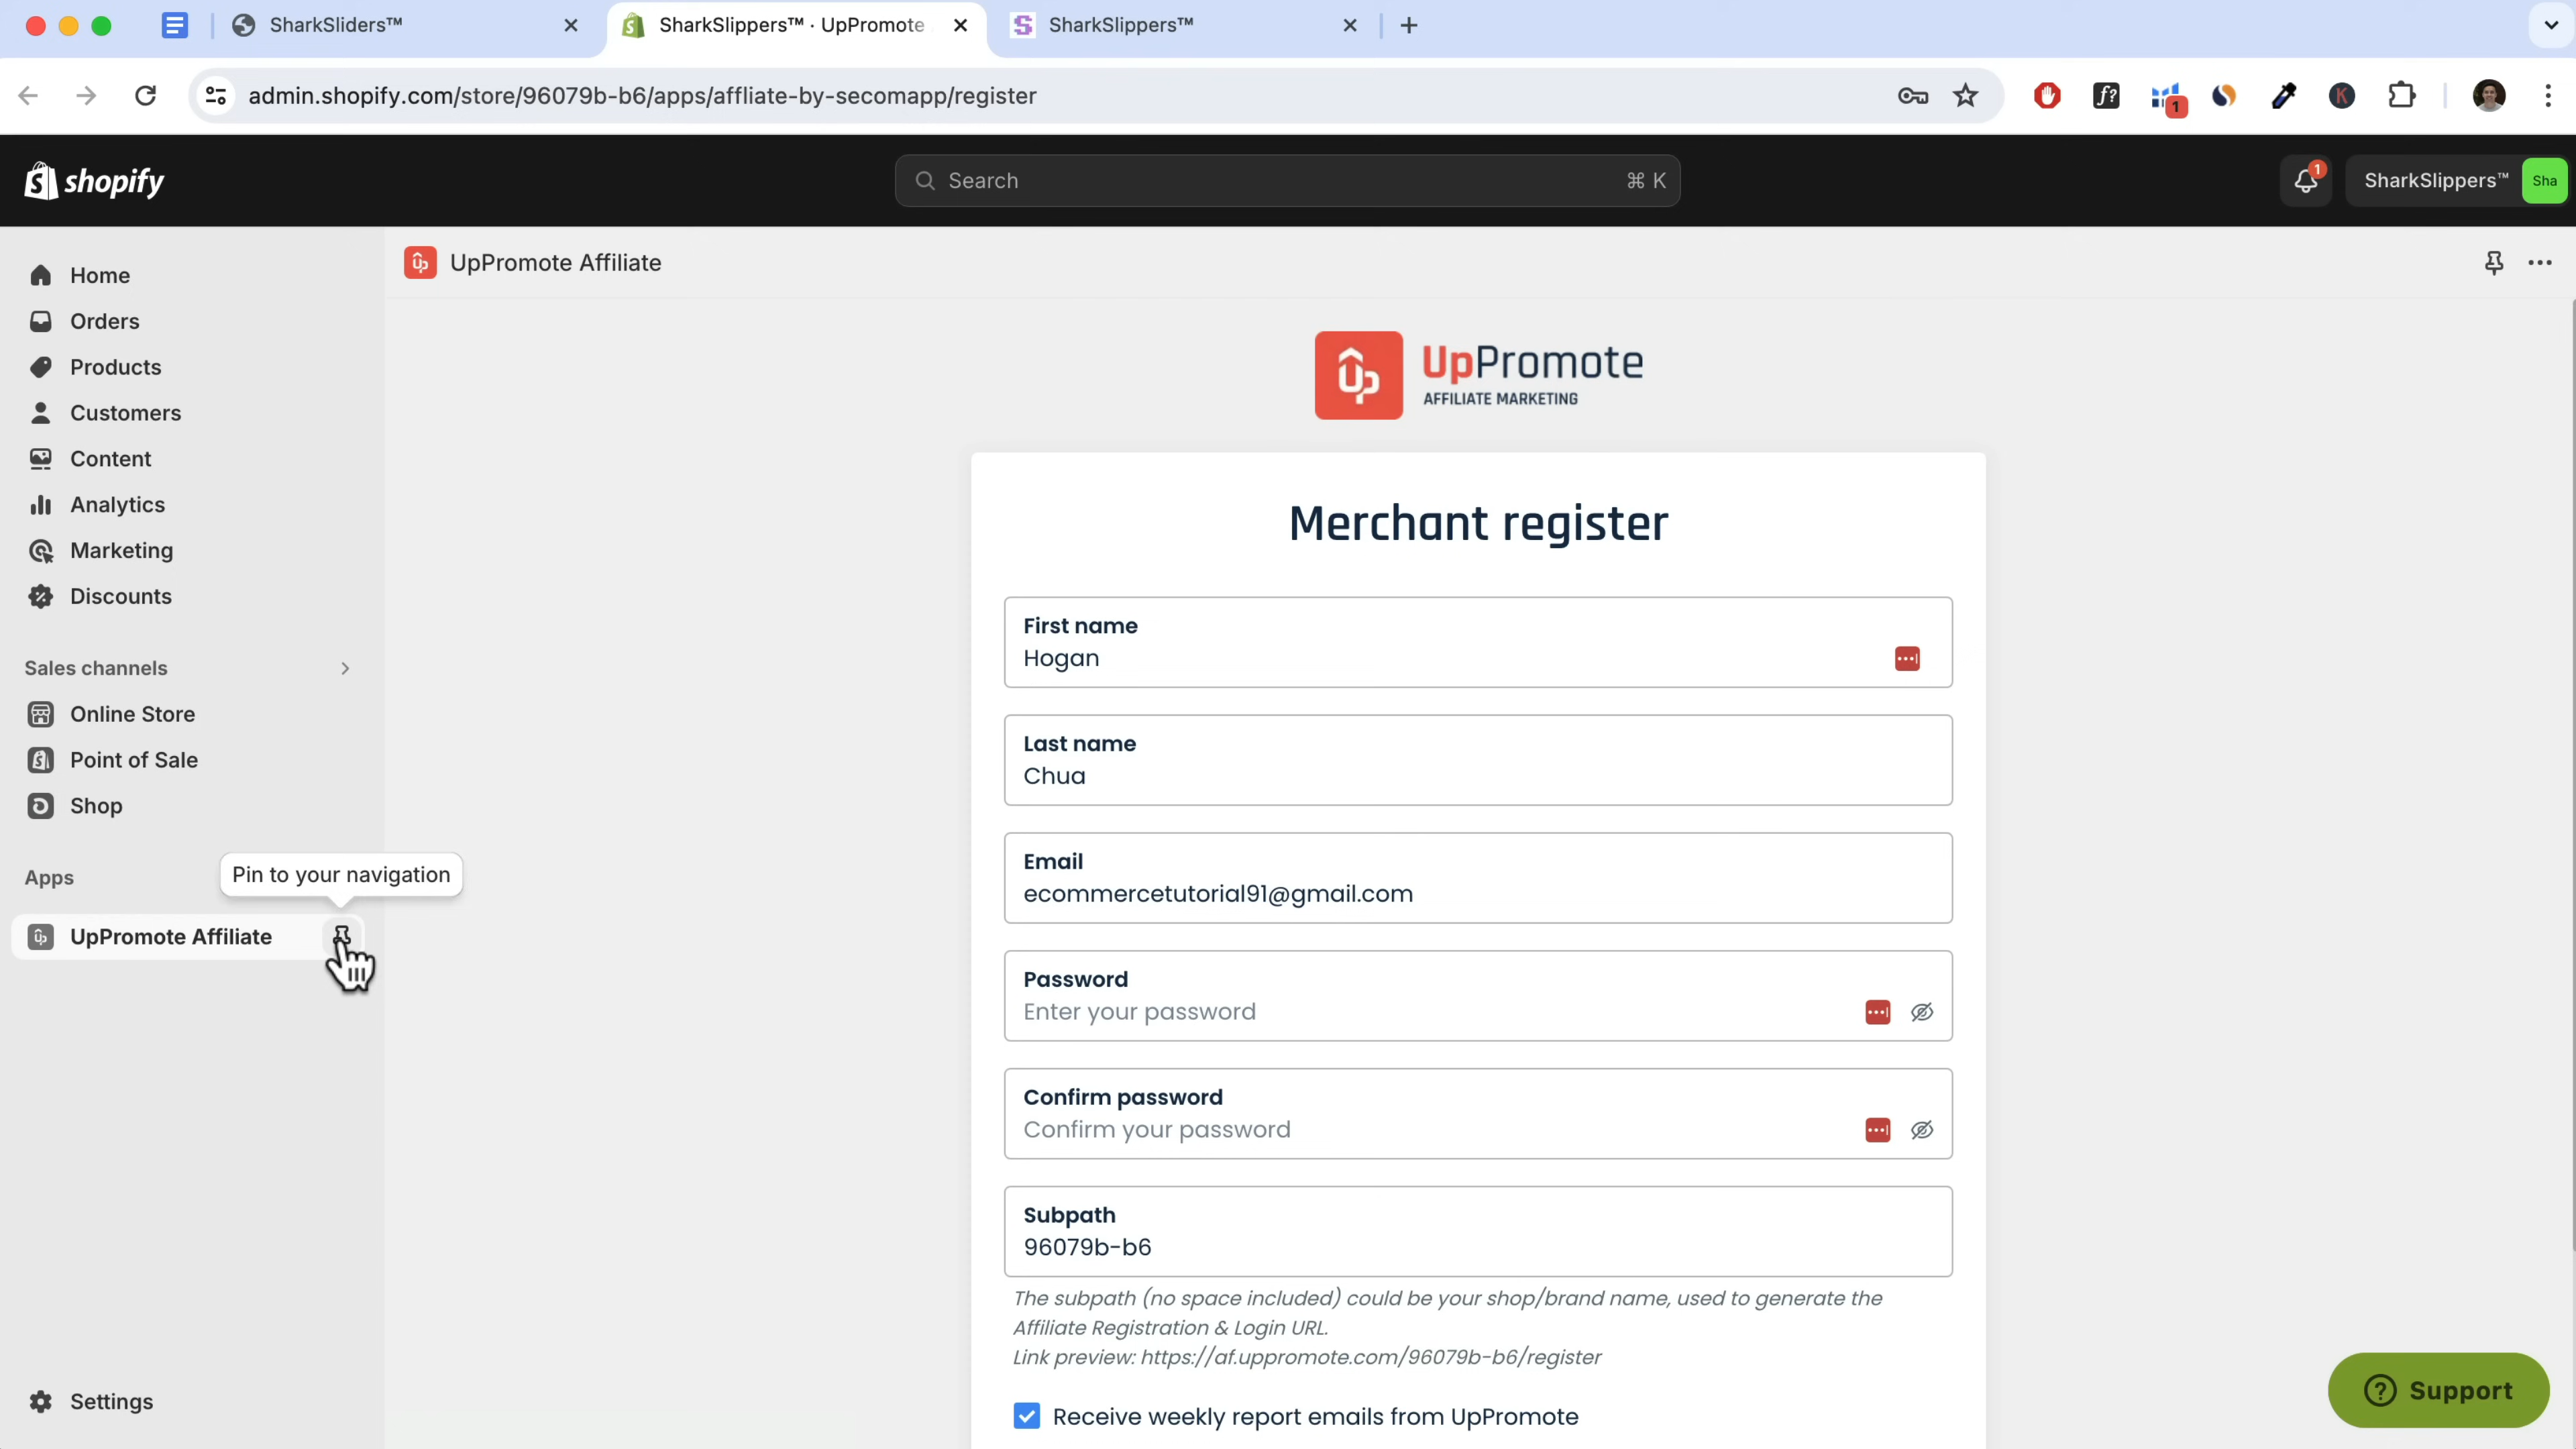 SharkSliders™
SharkSlippers™ · UpPromote
SharkSlippers™
admin.shopify.com/store/96079b-b6/apps/affliate-by-secomapp/register
f?
1
K
shopify
Search
⌘ K
1
SharkSlippers™
Sha
Home
Orders
Products
Customers
Content
Analytics
Marketing
Discounts
Sales channels
Online Store
Point of Sale
Shop
Apps
Pin to your navigation
UpPromote Affiliate
Settings
UpPromote Affiliate
Up
UpPromote
AFFILIATE MARKETING
Merchant register
First name
Hogan
Last name
Chua
Email
ecommercetutorial91@gmail.com
Password
Enter your password
Confirm password
Confirm your password
Subpath
96079b-b6
The subpath (no space included) could be your shop/brand name, used to generate the
Affiliate Registration & Login URL.
Link preview: https://af.uppromote.com/96079b-b6/register
Receive weekly report emails from UpPromote
Support